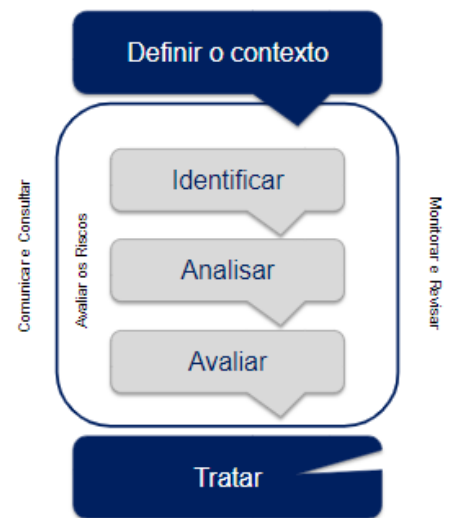 Definir o contexto
Comunicar e Consultar
Avaliar os Riscos
Identificar
Analisar
Avaliar
Monitorar e Revisar
Tratar